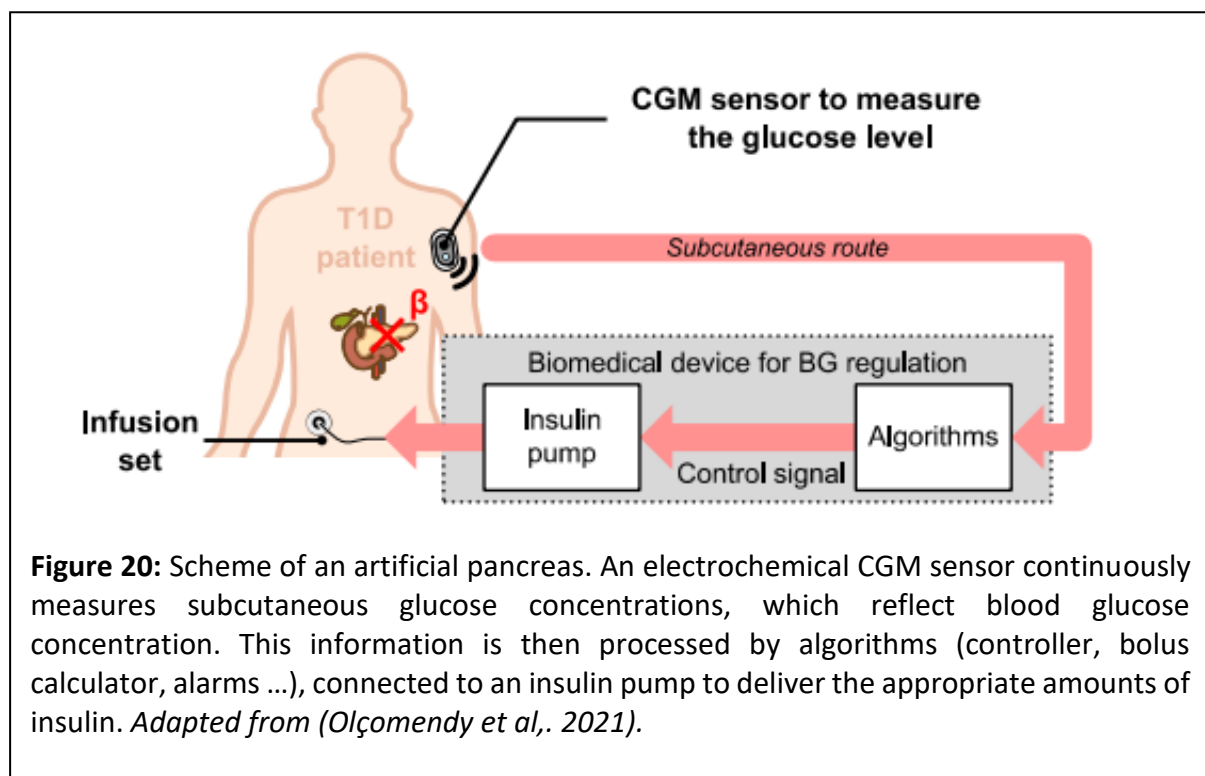 CGM sensor to measure
the glucose level
T1D
patient
Subcutaneous route
β
Biomedical device for BG regulation
Infusion
set
Insulin
pump
Algorithms
Control signal
Figure 20: Scheme of an artificial pancreas. An electrochemical CGM sensor continuously
measures subcutaneous glucose concentrations, which reflect blood glucose
concentration. This information is then processed by algorithms (controller, bolus
calculator, alarms …), connected to an insulin pump to deliver the appropriate amounts of
insulin. Adapted from (Olçomendy et al,. 2021).